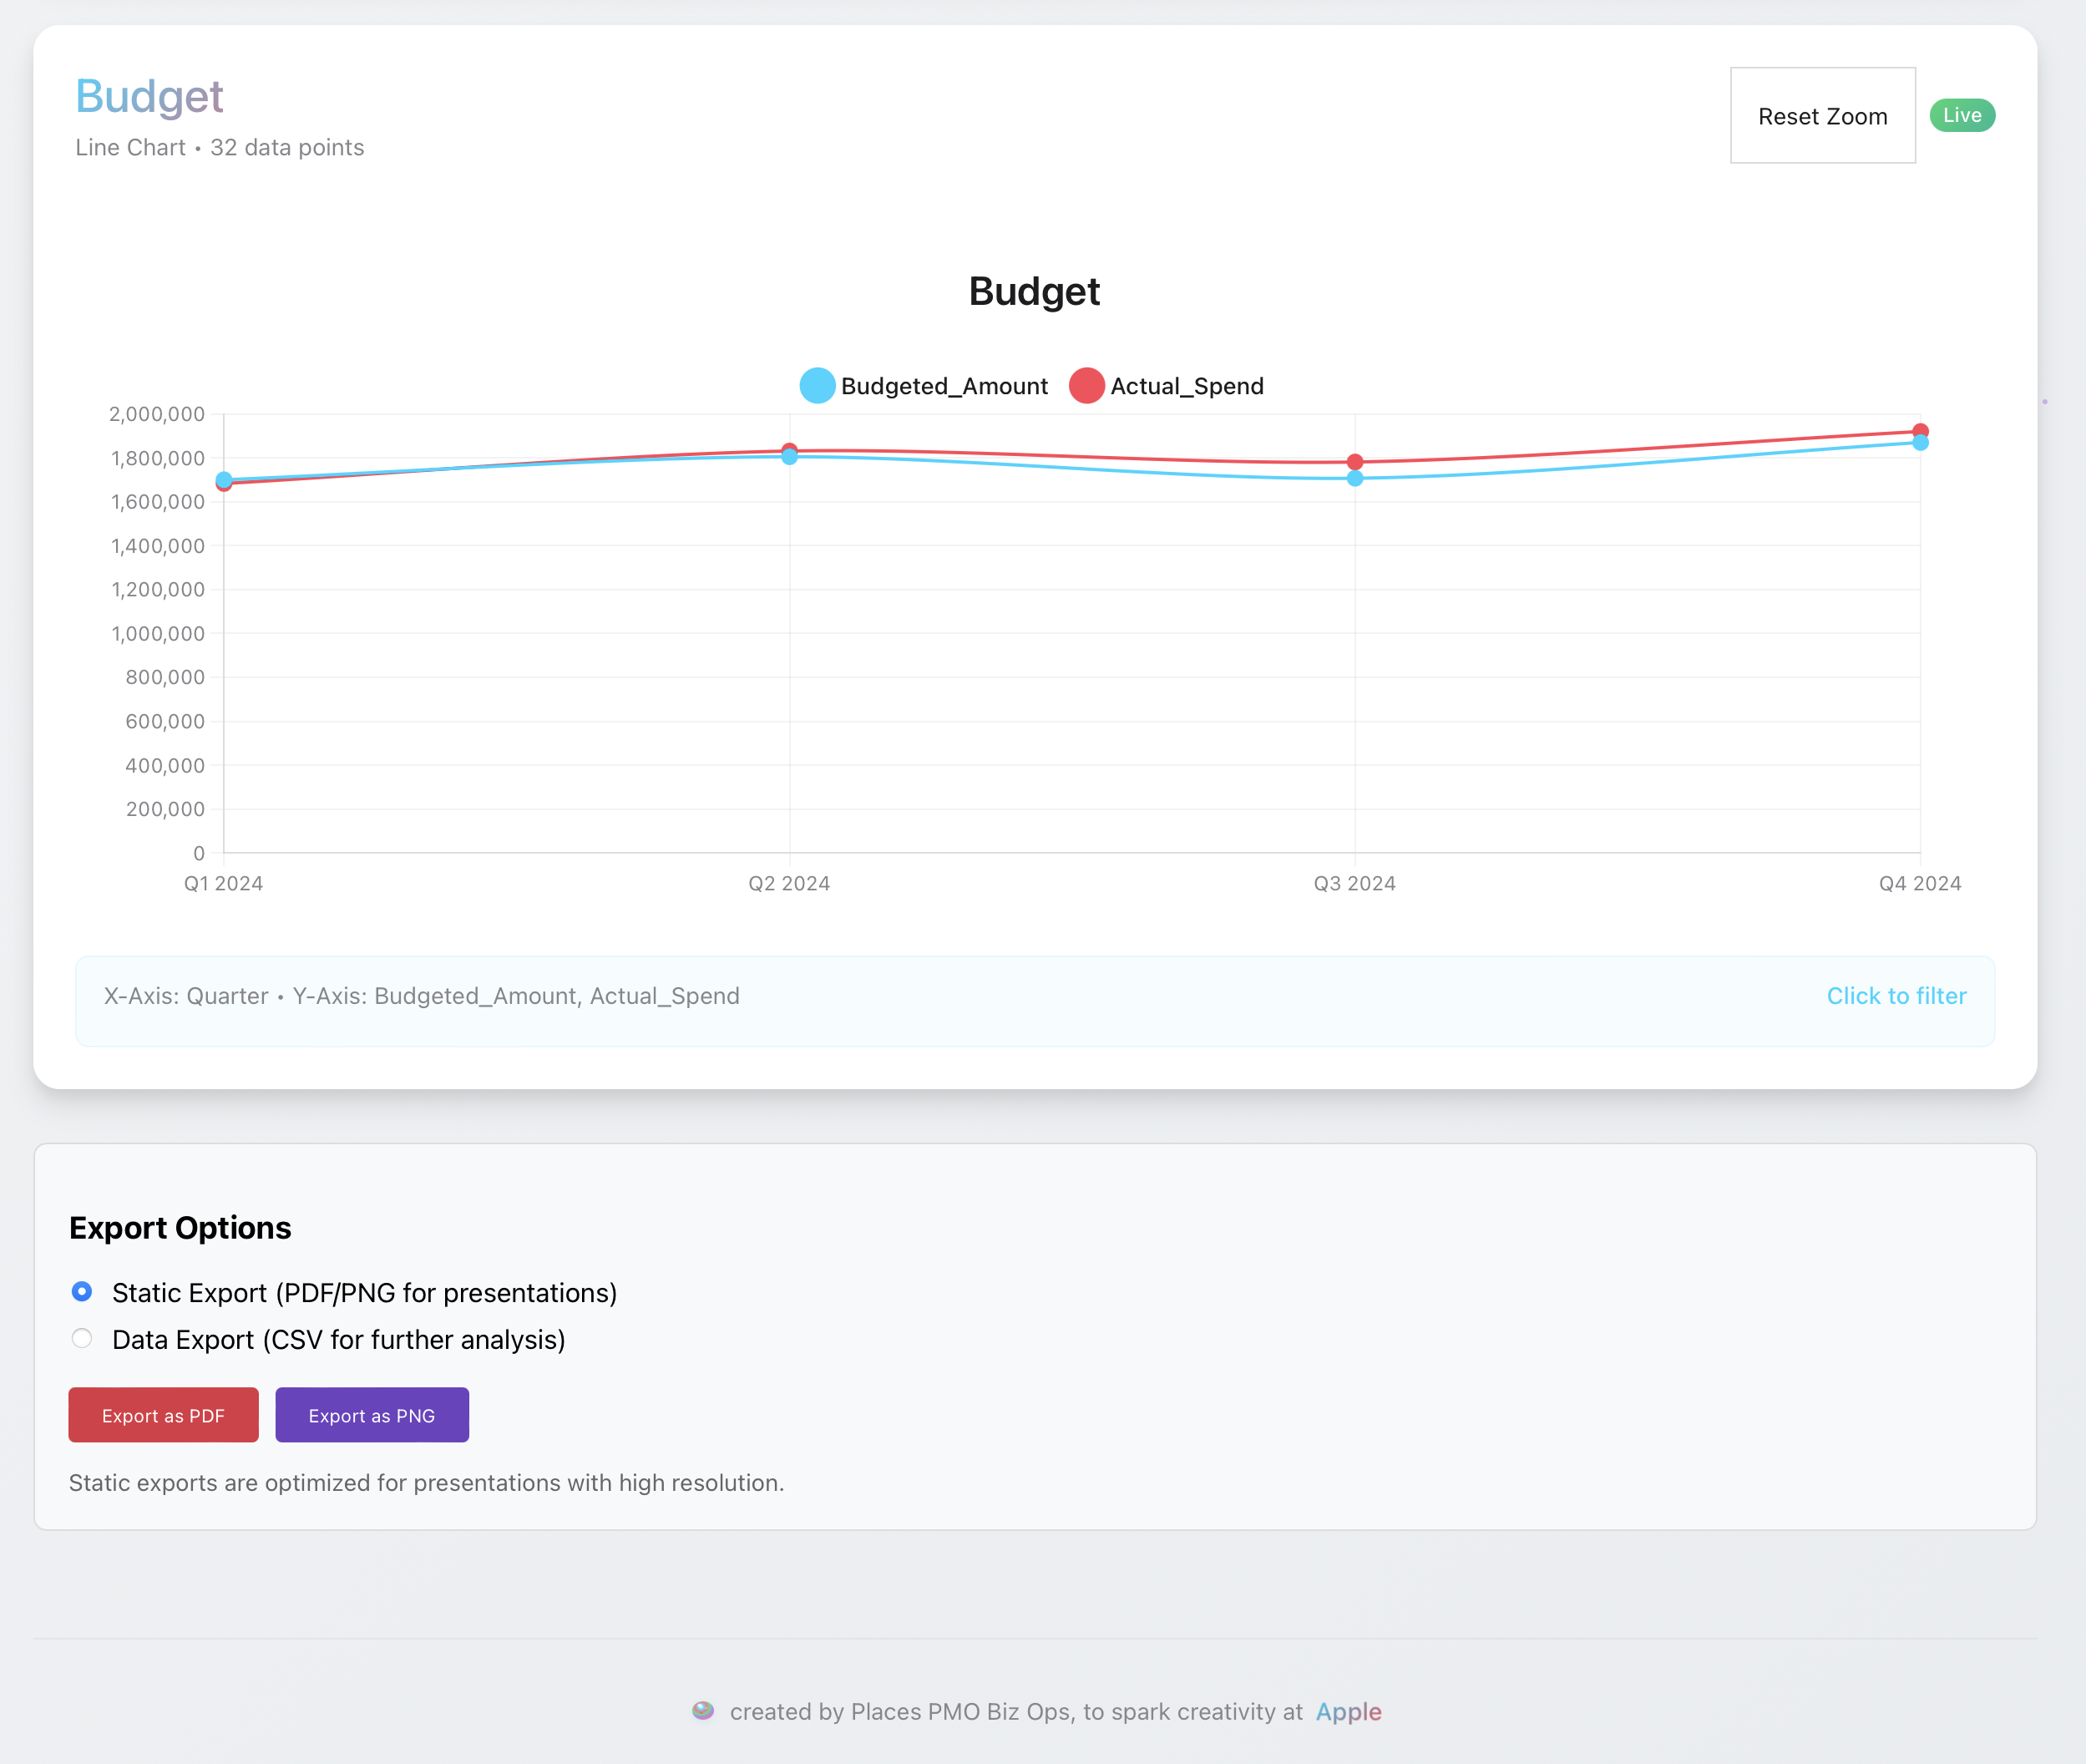 Budget
Line Chart • 32 data points
Reset Zoom
Live
Budget
Budgeted_Amount
Actual_Spend
2,000,000
1,800,000
1,600,000
1,400,000
1,200,000
1,000,000
800,000
600,000
400,000
200,000
0
Q1 2024
Q2 2024
Q3 2024
Q4 2024
X-Axis: Quarter • Y-Axis: Budgeted_Amount, Actual_Spend
Click to filter
Export Options
Static Export (PDF/PNG for presentations)
Data Export (CSV for further analysis)
Export as PDF
Export as PNG
Static exports are optimized for presentations with high resolution.
created by Places PMO Biz Ops, to spark creativity at Apple